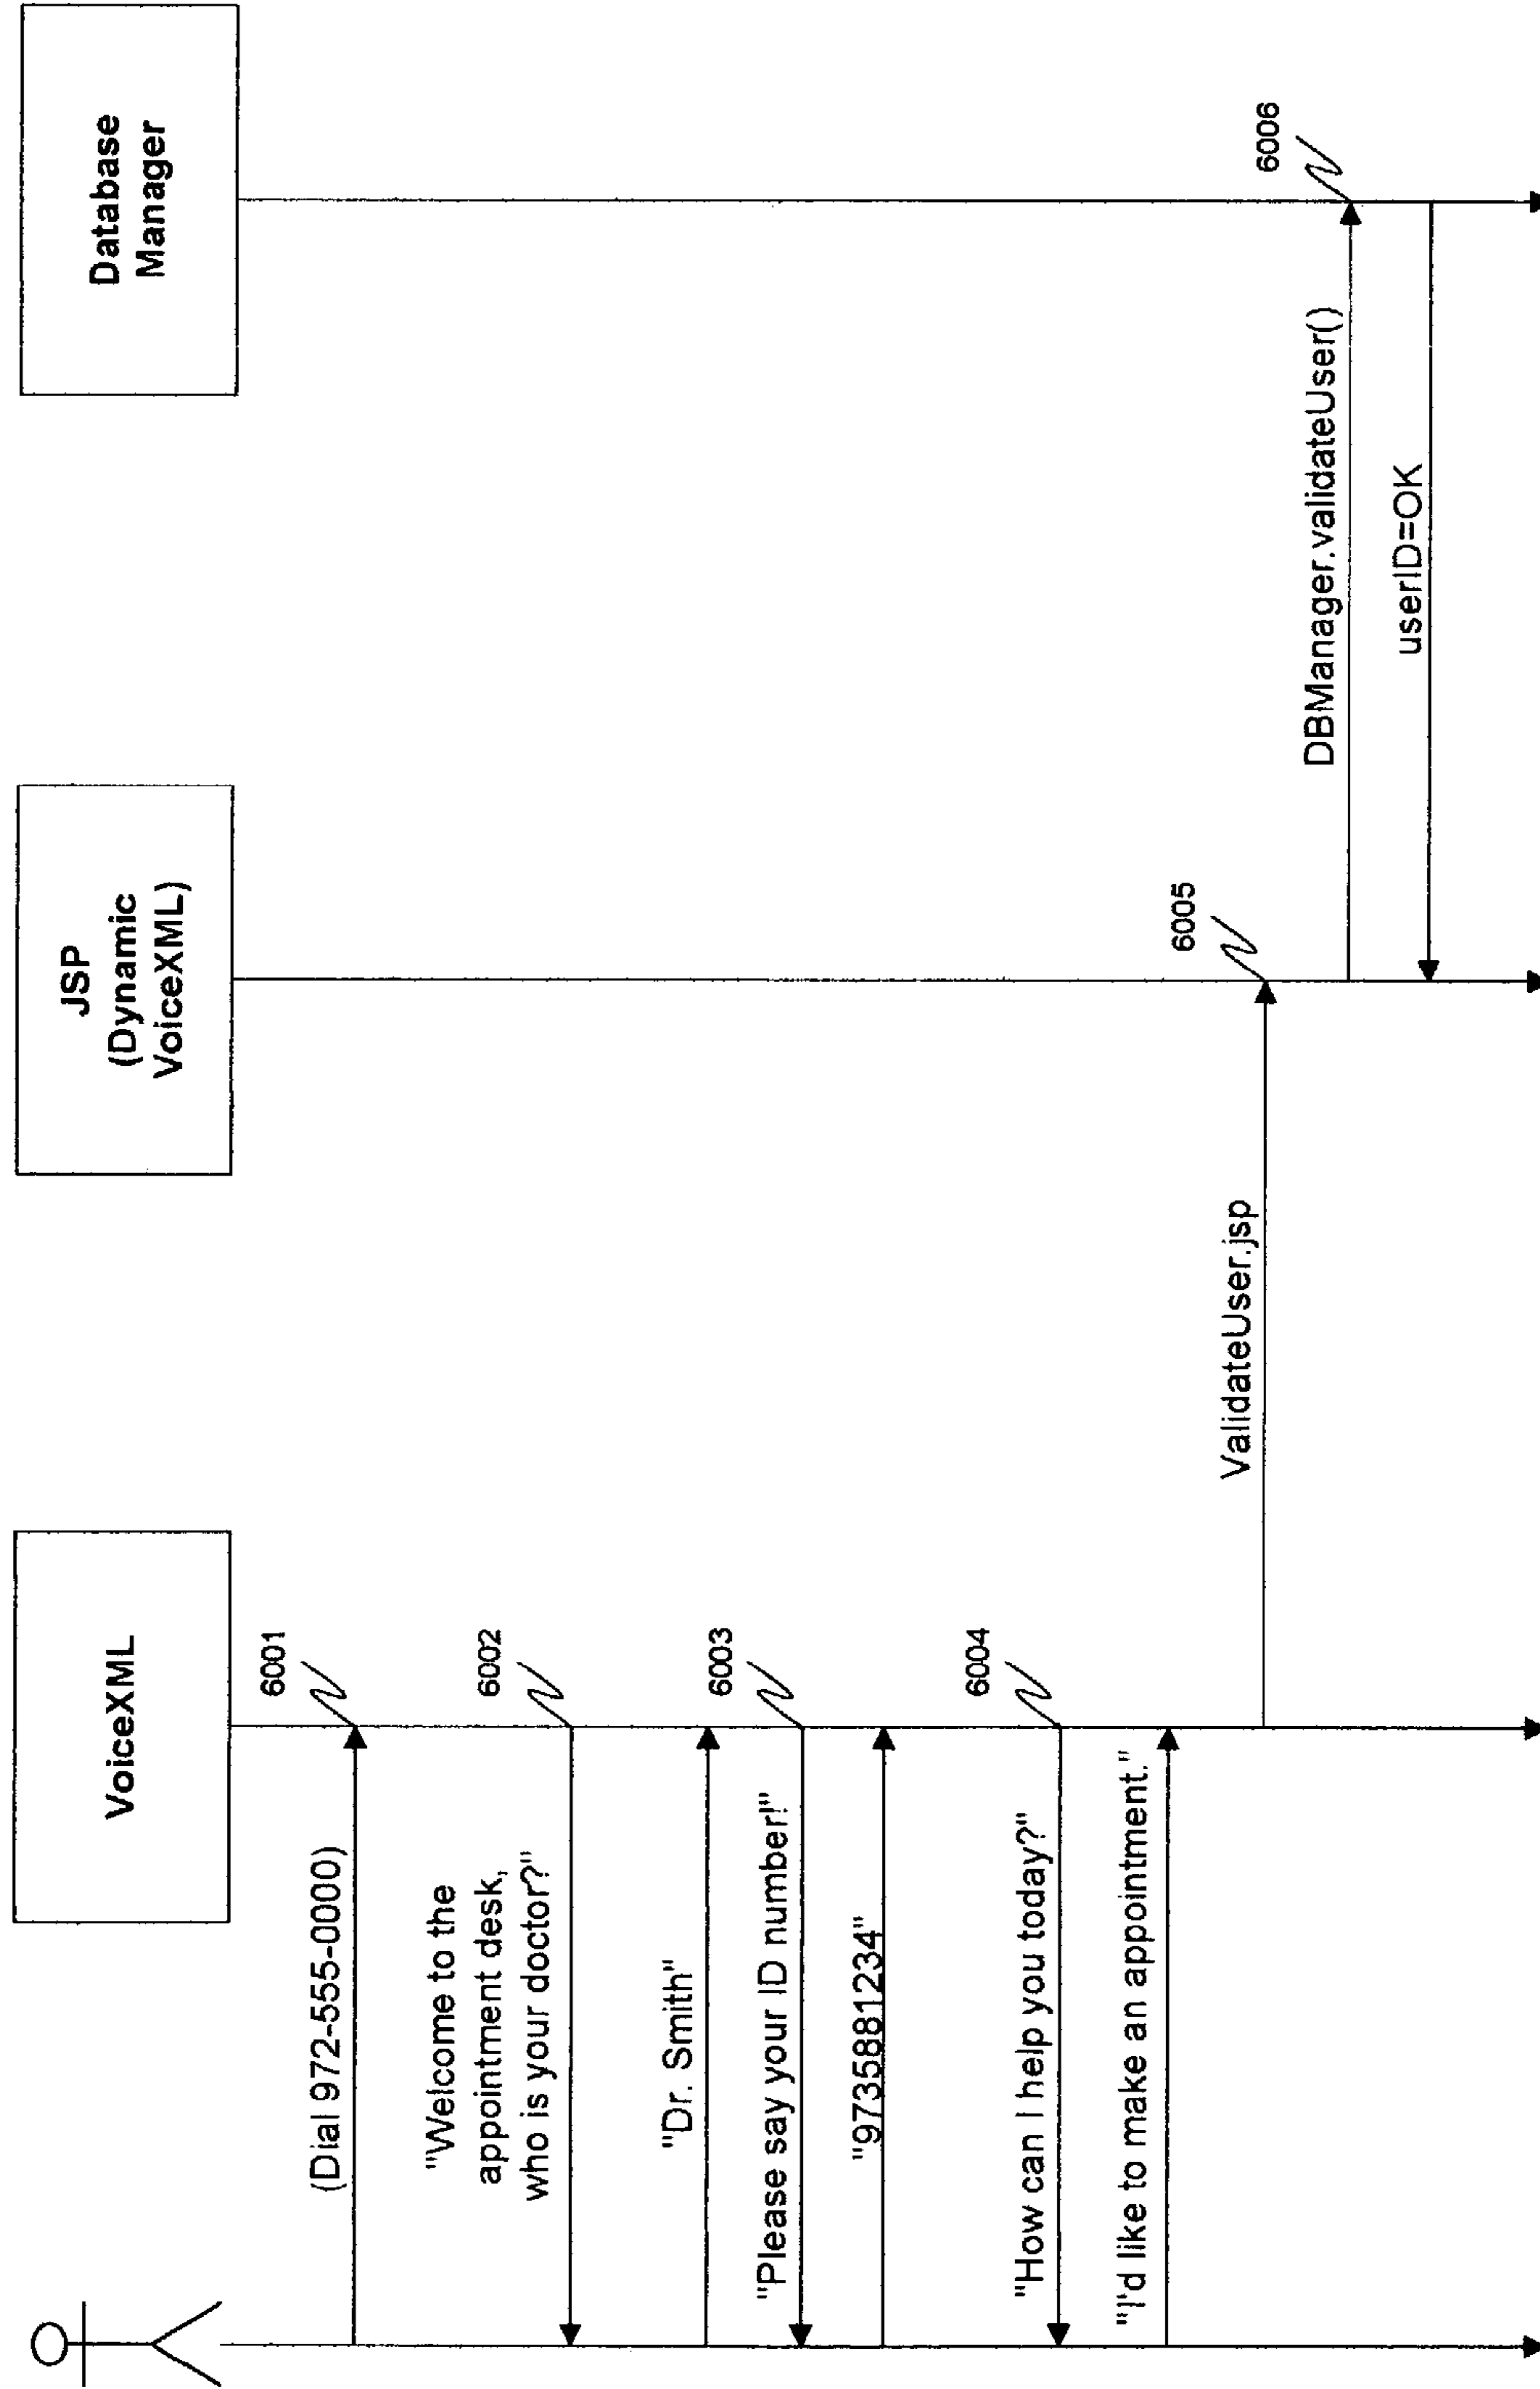 VoiceXML
JSP
(Dynamic
VoiceXML)
Database
Manager
6001
(Dial 972-555-0000)
6002
"Welcome to the
appointment desk,
who is your doctor?"
"Dr. Smith"
6003
"Please say your ID number!"
"9735881234"
6004
"How can I help you today?"
"I'd like to make an appointment."
6005
ValidateUser.jsp
6006
DBManager.validateUser()
userID=OK